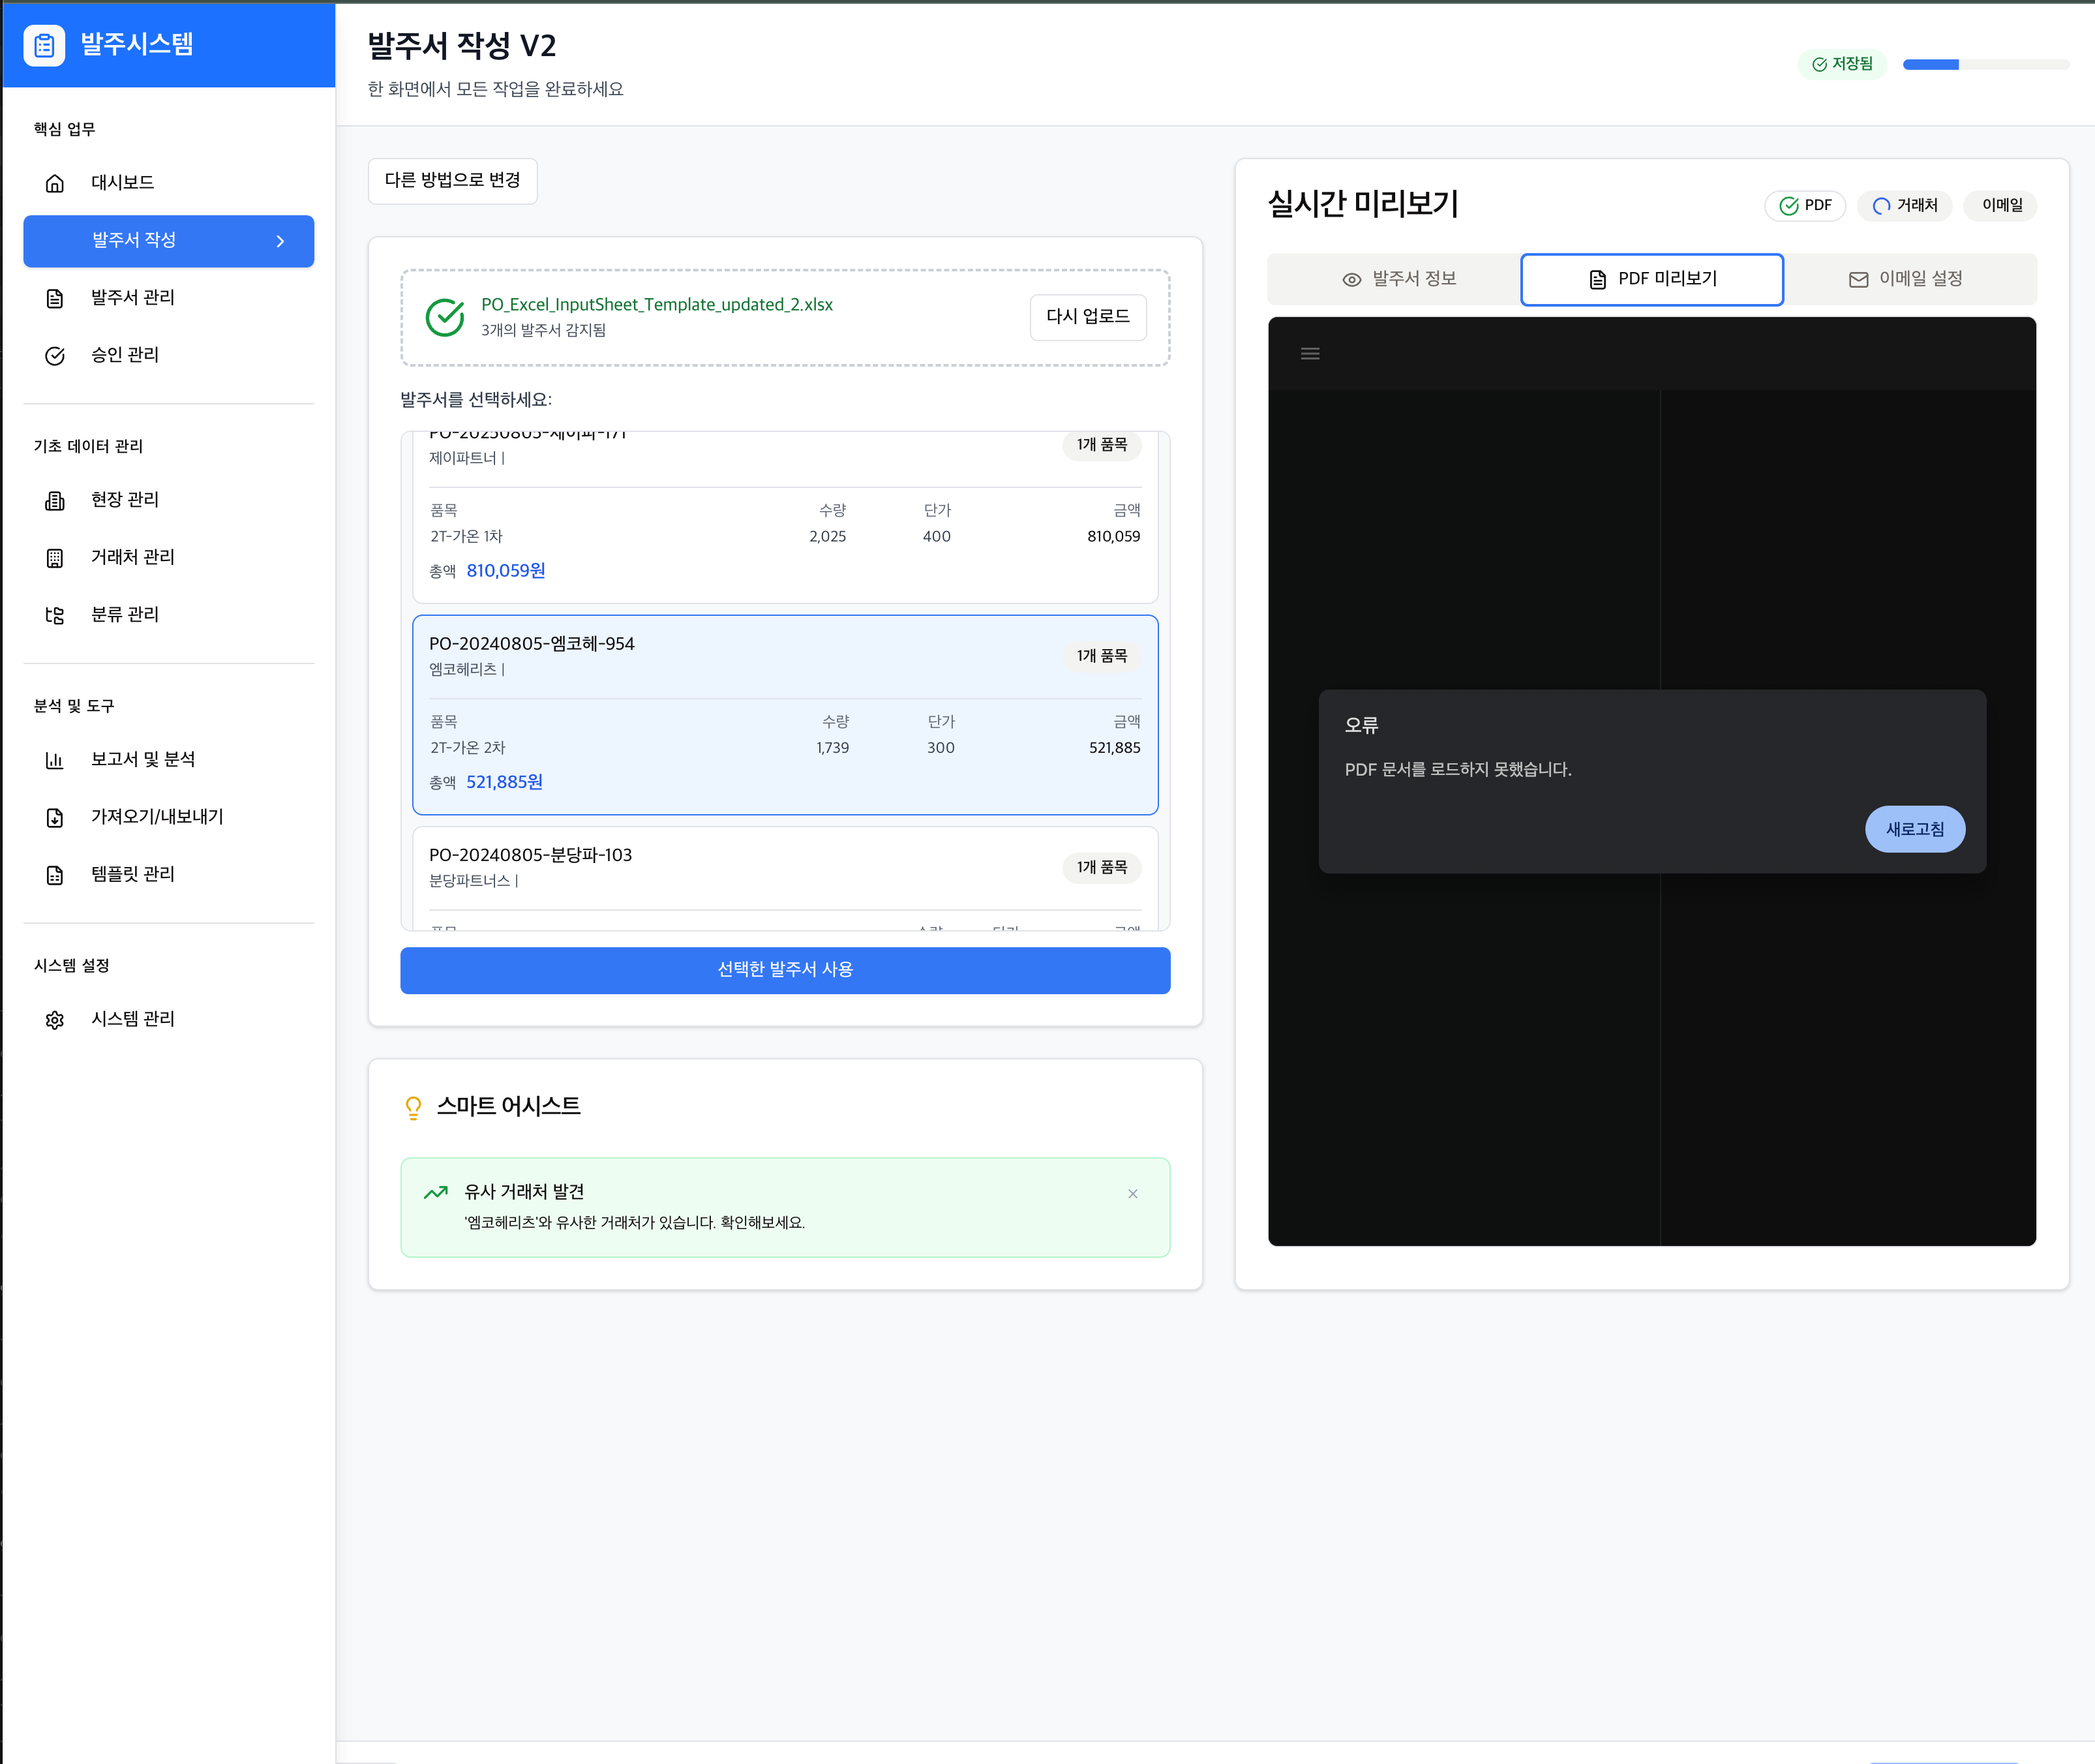 발주시스템
핵심 업무
대시보드
발주서 작성
발주서 관리
승인 관리
기초 데이터 관리
현장 관리
거래처 관리
분류 관리
분석 및 도구
보고서 및 분석
가져오기/내보내기
템플릿 관리
시스템 설정
시스템 관리
발주서 작성 V2
한 화면에서 모든 작업을 완료하세요
저장됨
다른 방법으로 변경
PO_Excel_InputSheet_Template_updated_2.xlsx
3개의 발주서 감지됨
다시 업로드
발주서를 선택하세요:
PO-20250805-제이파-171
1개 품목
제이파트너 |
품목 수량 단가 금액
2T-가온 1차 2,025 400 810,059
총액 810,059원
PO-20240805-엠코헤-954
1개 품목
엠코헤리츠 |
품목 수량 단가 금액
2T-가온 2차 1,739 300 521,885
총액 521,885원
PO-20240805-분당파-103
1개 품목
분당파트너스 |
품목 수량 단가 금액
선택한 발주서 사용
스마트 어시스트
유사 거래처 발견
'엠코헤리츠'와 유사한 거래처가 있습니다. 확인해보세요.
실시간 미리보기
PDF 거래처 이메일
발주서 정보 PDF 미리보기 이메일 설정
오류
PDF 문서를 로드하지 못했습니다.
새로고침